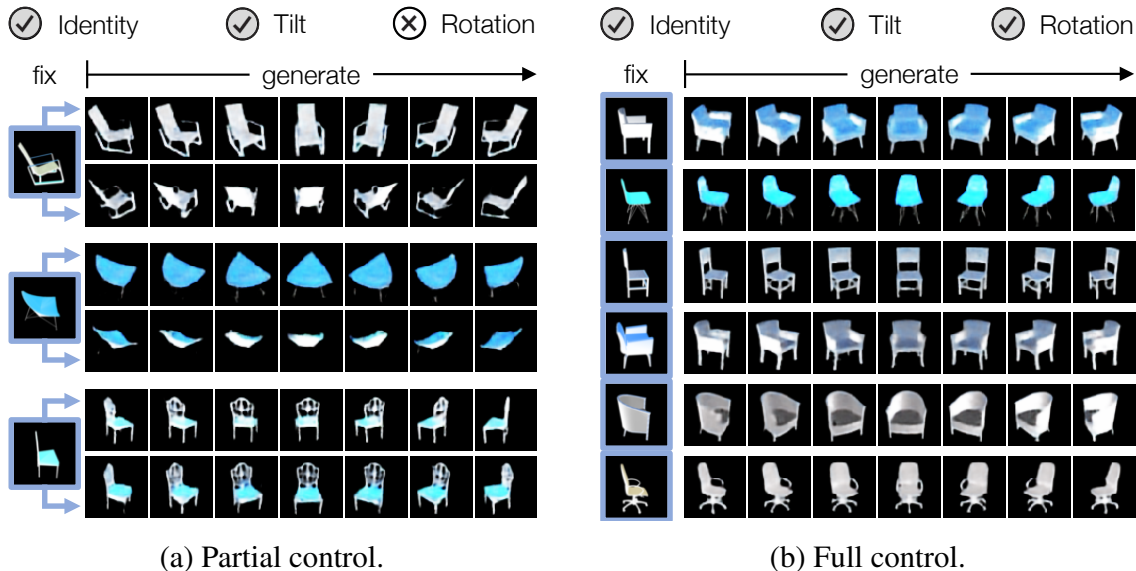 Identity Tilt Rotation
fix generate
(a) Partial control.
Identity Tilt Rotation
fix generate
(b) Full control.